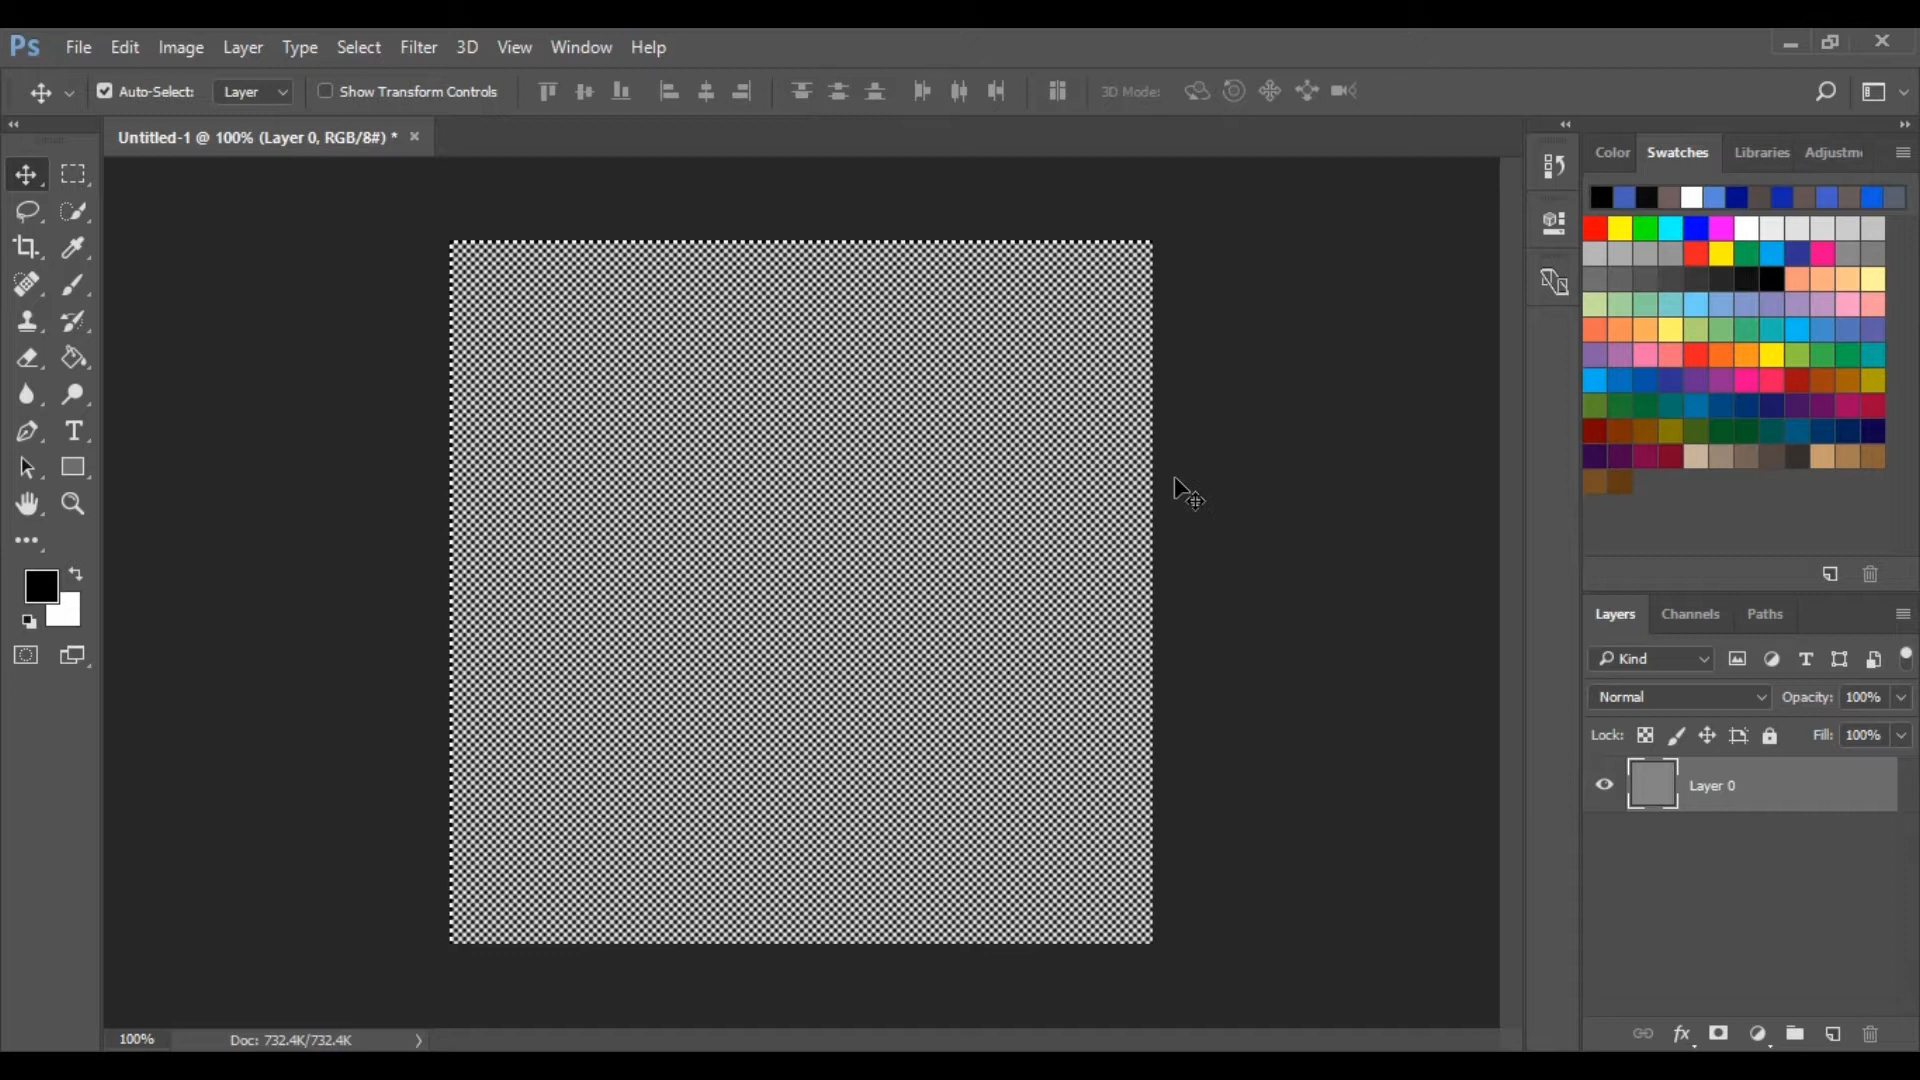 Ps File Edit Image Layer Type Select Filter 3D View Window Help
Auto-Select: Layer Show Transform Controls 3D Mode:
Untitled-1 @ 100% (Layer 0, RGB/8#) *
Color Swatches Libraries Adjustm
Layers Channels Paths
Kind
Normal Opacity: 100%
Lock: Fill: 100%
Layer 0
100% Doc: 732.4K/732.4K
fx